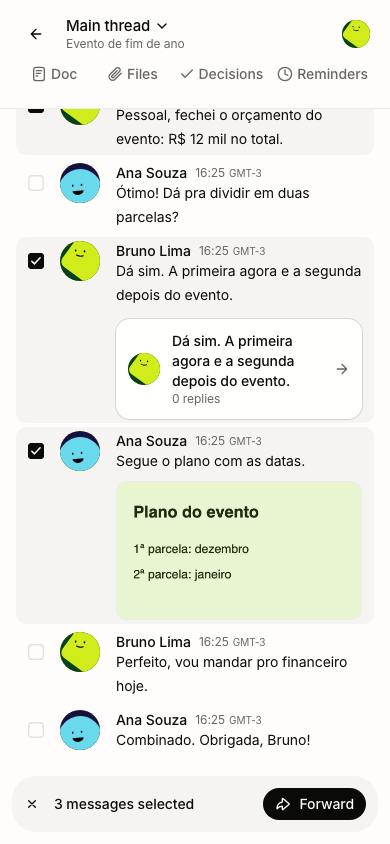 Main thread
Evento de fim de ano
Doc
Files
Decisions
Reminders
Pessoal, fechei o orçamento do
evento: R$ 12 mil no total.
Ana Souza 16:25 GMT-3
Ótimo! Dá pra dividir em duas
parcelas?
Bruno Lima 16:25 GMT-3
Dá sim. A primeira agora e a segunda
depois do evento.
Dá sim. A primeira
agora e a segunda
depois do evento.
0 replies
Ana Souza 16:25 GMT-3
Segue o plano com as datas.
Plano do evento
1ª parcela: dezembro
2ª parcela: janeiro
Bruno Lima 16:25 GMT-3
Perfeito, vou mandar pro financeiro
hoje.
Ana Souza 16:25 GMT-3
Combinado. Obrigada, Bruno!
3 messages selected
Forward